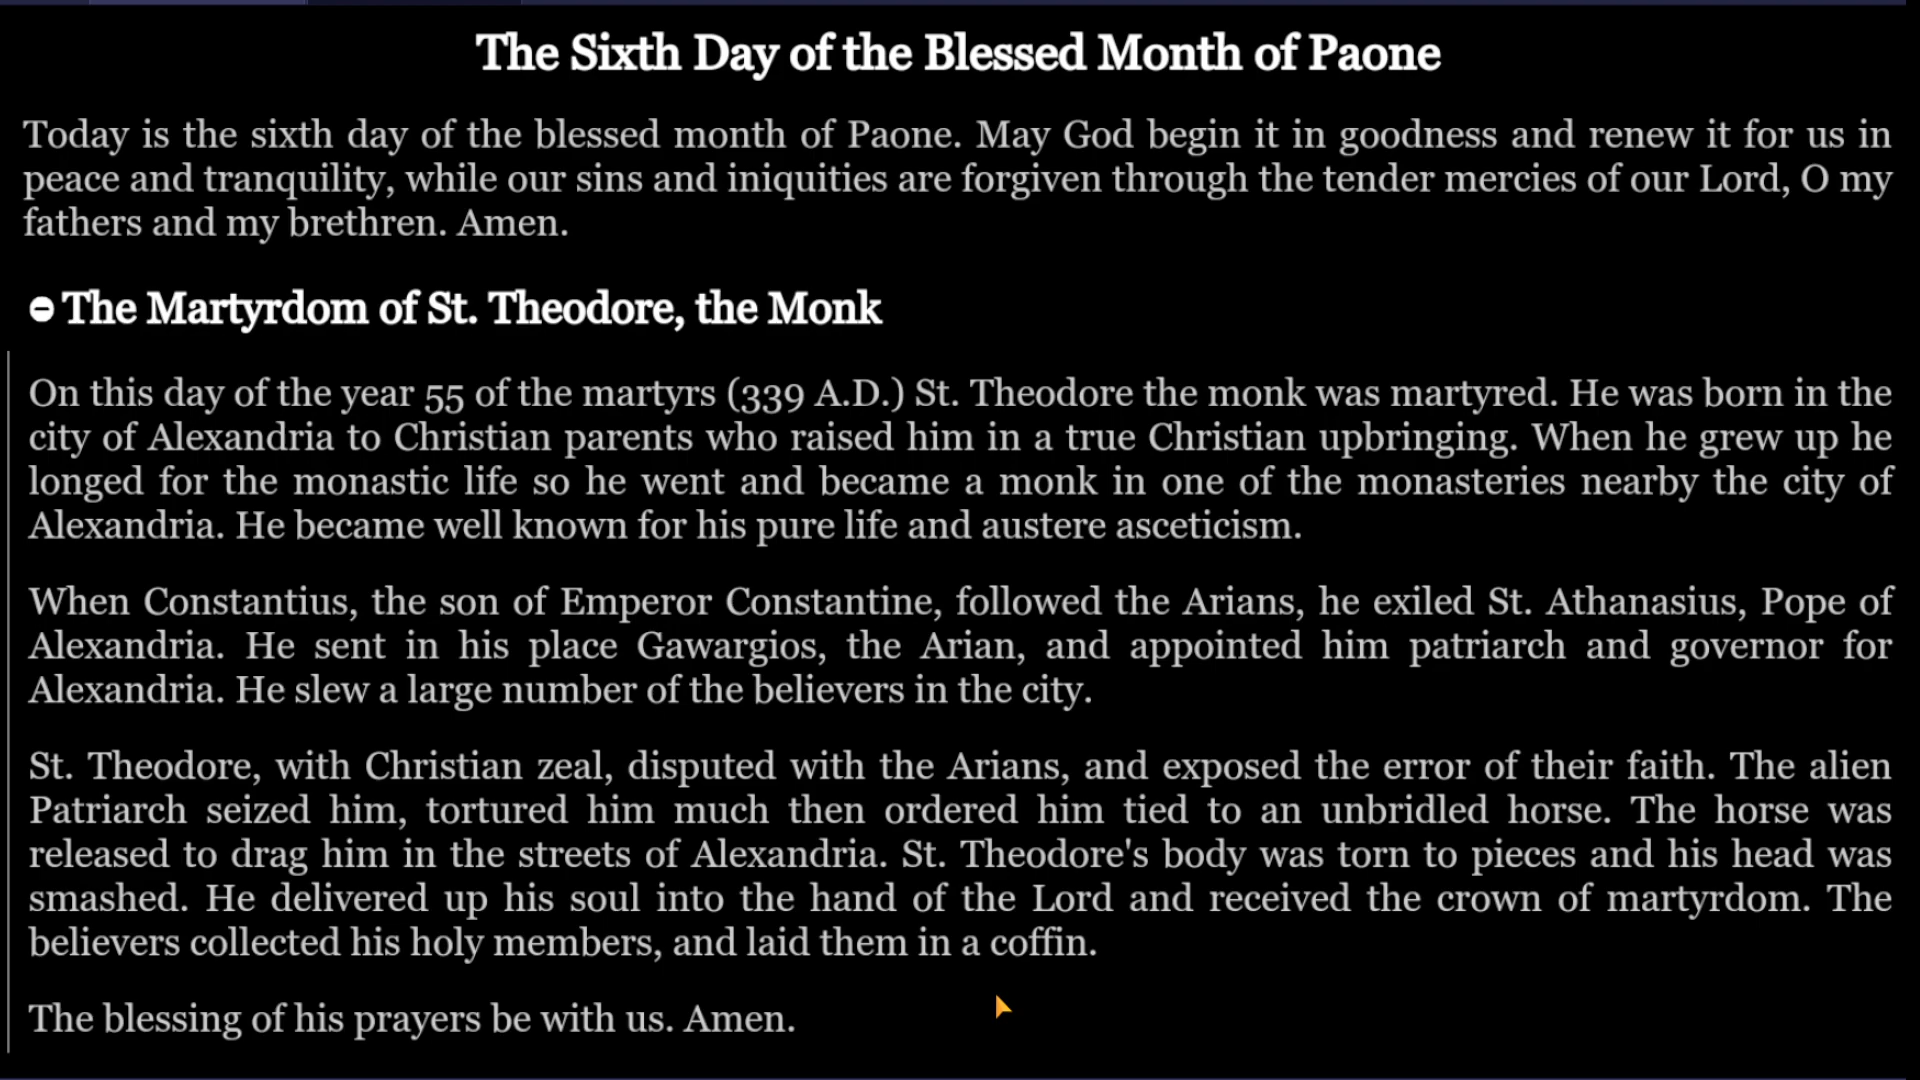 The Sixth Day of the Blessed Month of Paone
Today is the sixth day of the blessed month of Paone. May God begin it in goodness and renew it for us in
peace and tranquility, while our sins and iniquities are forgiven through the tender mercies of our Lord, O my
fathers and my brethren. Amen.
The Martyrdom of St. Theodore, the Monk
On this day of the year 55 of the martyrs (339 A.D.) St. Theodore the monk was martyred. He was born in the
city of Alexandria to Christian parents who raised him in a true Christian upbringing. When he grew up he
longed for the monastic life so he went and became a monk in one of the monasteries nearby the city of
Alexandria. He became well known for his pure life and austere asceticism.
When Constantius, the son of Emperor Constantine, followed the Arians, he exiled St. Athanasius, Pope of
Alexandria. He sent in his place Gawargios, the Arian, and appointed him patriarch and governor for
Alexandria. He slew a large number of the believers in the city.
St. Theodore, with Christian zeal, disputed with the Arians, and exposed the error of their faith. The alien
Patriarch seized him, tortured him much then ordered him tied to an unbridled horse. The horse was
released to drag him in the streets of Alexandria. St. Theodore's body was torn to pieces and his head was
smashed. He delivered up his soul into the hand of the Lord and received the crown of martyrdom. The
believers collected his holy members, and laid them in a coffin.
The blessing of his prayers be with us. Amen.